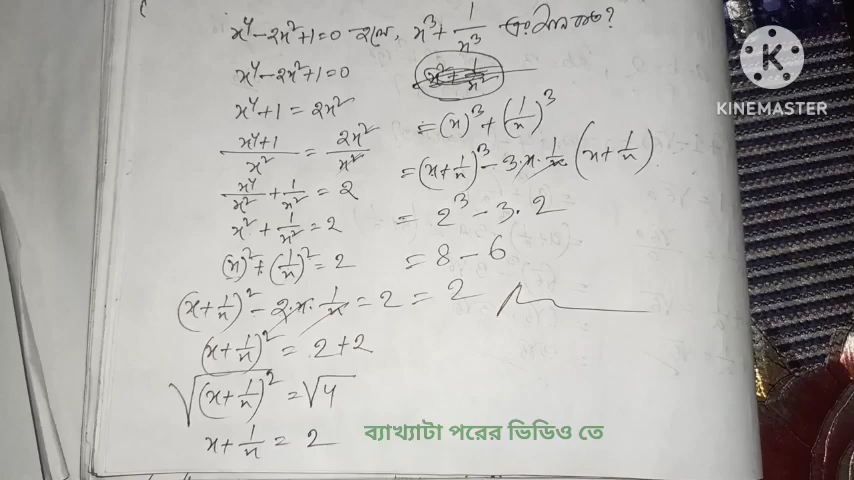 x⁴-2x²+1=0 হলে, x³+1/x³ এর মান কত?
x⁴-2x²+1=0
x⁴+1=2x²
(x⁴+1)/x² = 2x²/x²
x⁴/x² + 1/x² = 2
x²+1/x²=2
(x)²+(1/x)²=2
(x+1/x)² - 2·x·1/x = 2
(x+1/x)² = 2+2
√(x+1/x)² = √4
x+1/x = 2
= (x)³+(1/x)³
= (x+1/x)³ - 3·x·1/x (x+1/x)
= 2³-3·2
= 8-6
= 2
KINEMASTER
ব্যাখ্যাটা পরের ভিডিও তে